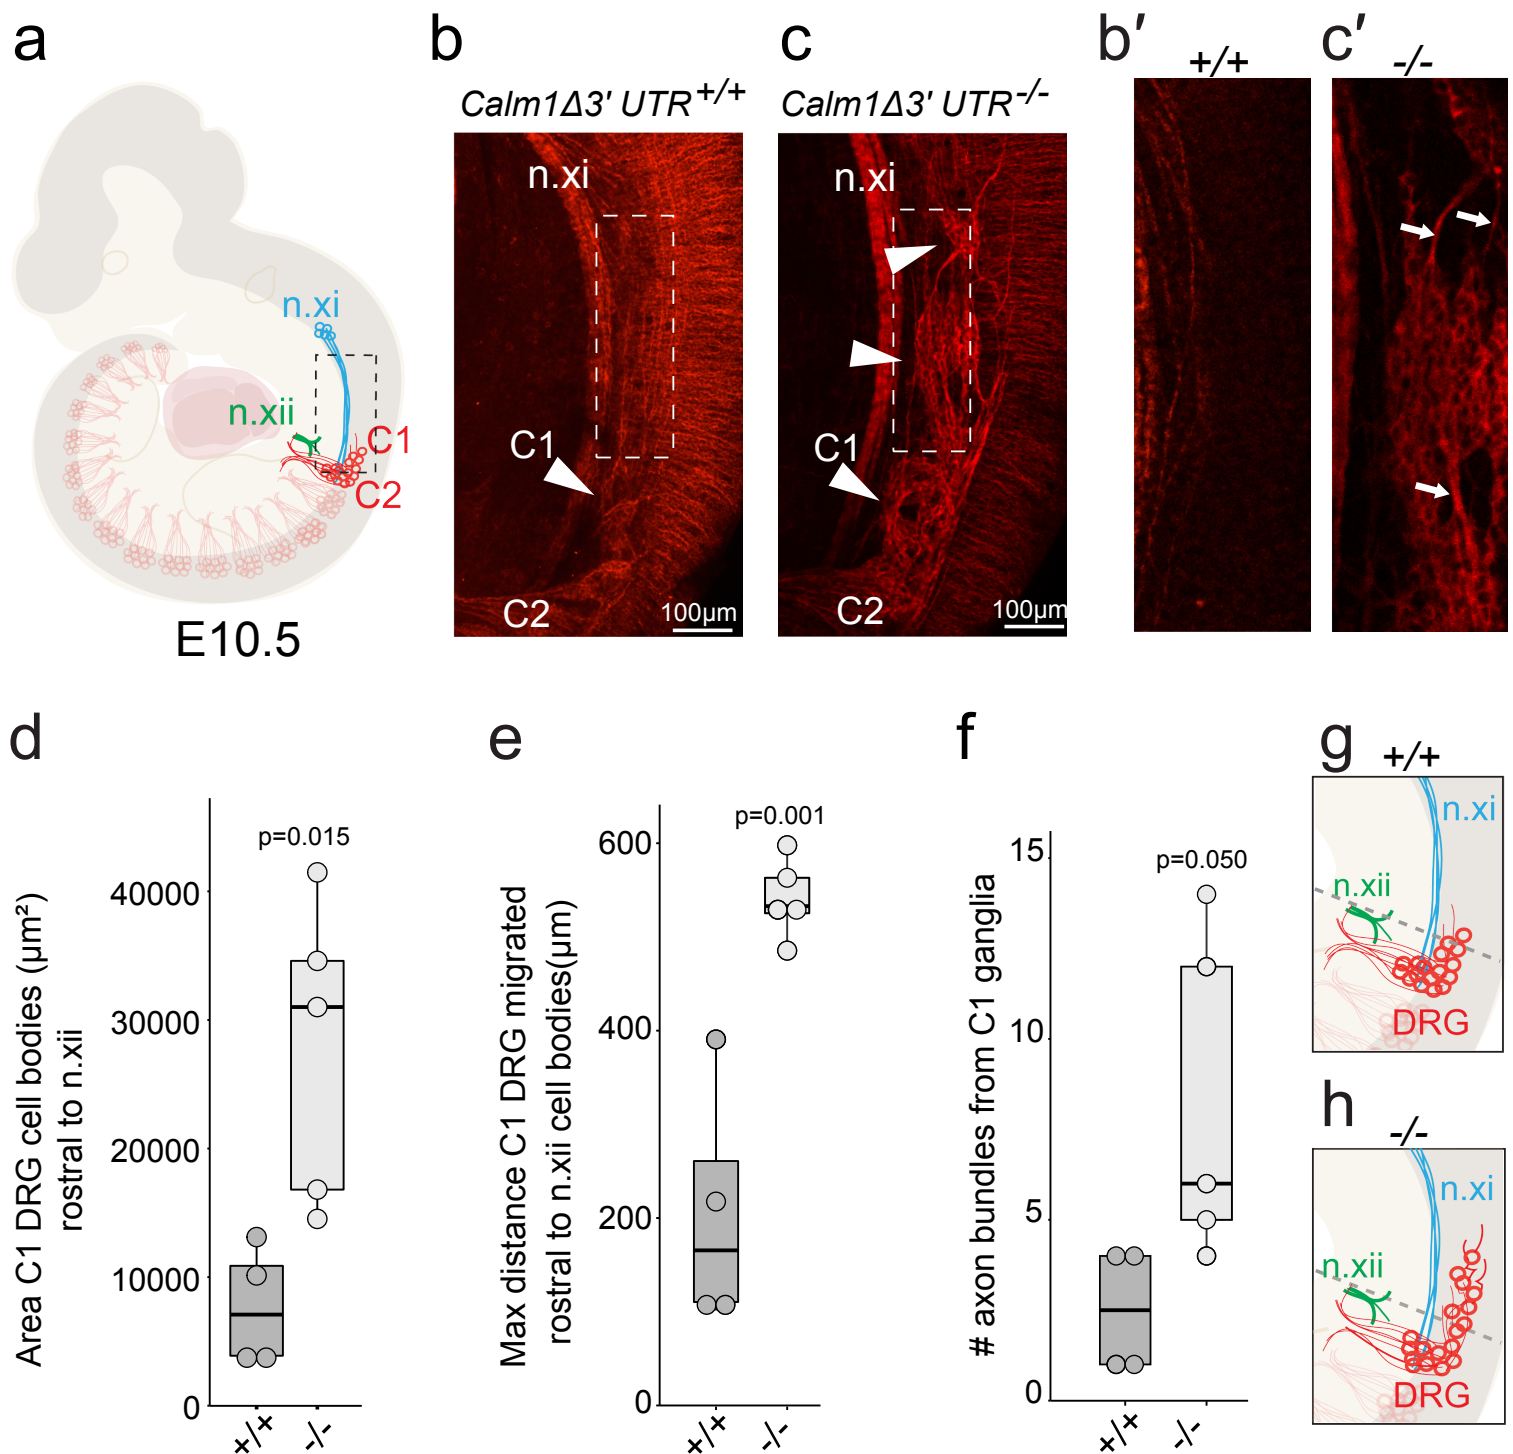 a
n.xi
n.xii
C1
C2
E10.5
b
Calm1Δ3' UTR+/+
n.xi
C1
C2
100µm
c
Calm1Δ3' UTR-/-
n.xi
C1
C2
100µm
b'
+/+
c'
-/-
d
Area C1 DRG cell bodies (µm²)
rostral to n.xii
p=0.015
40000
30000
20000
10000
0
+/+
-/-
e
Max distance C1 DRG migrated
rostral to n.xii cell bodies(µm)
p=0.001
600
400
200
0
+/+
-/-
f
# axon bundles from C1 ganglia
p=0.050
15
10
5
0
+/+
-/-
g
+/+
n.xi
n.xii
DRG
h
-/-
n.xi
n.xii
DRG